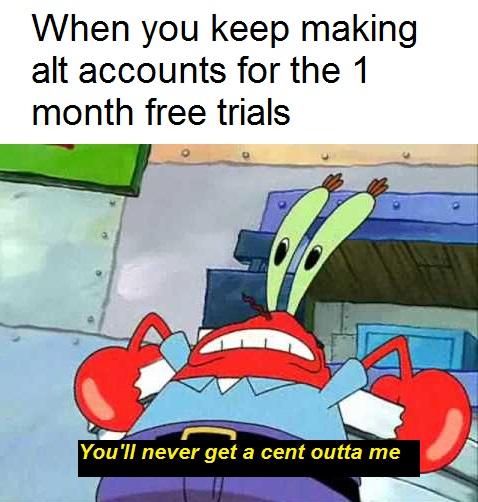 When you keep making
alt accounts for the 1
month free trials
You'll never get a cent outta me